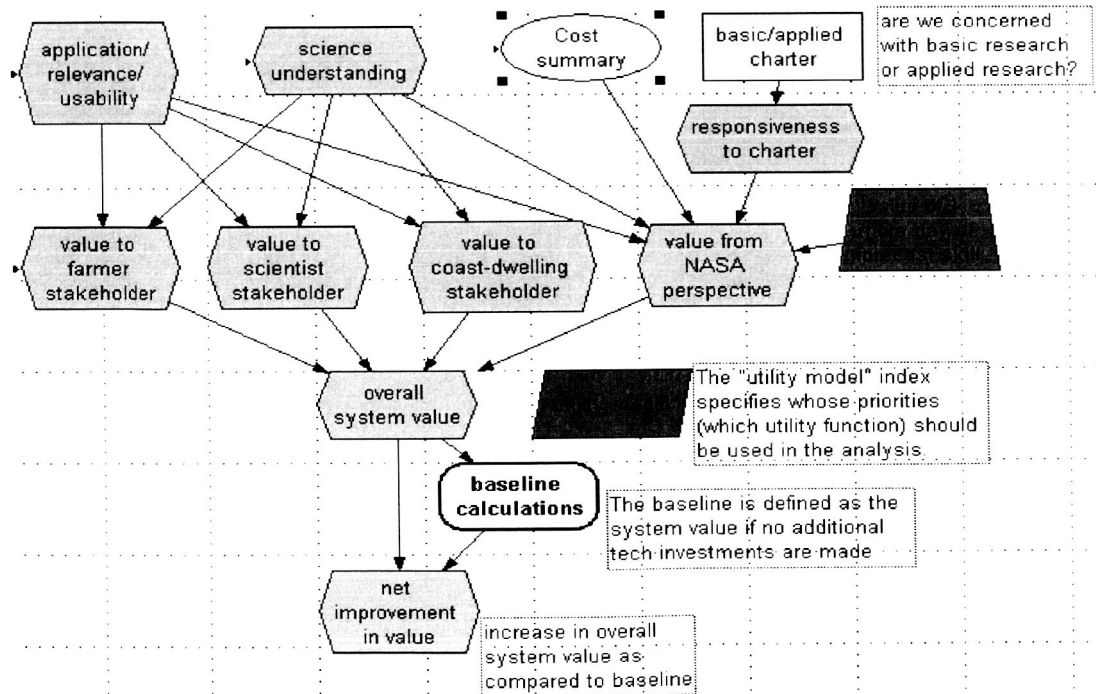 application/
relevance/
usability
science
understanding
Cost
summary
basic/applied
charter
are we concerned
with basic research
or applied research?
responsiveness
to charter
value to
farmer
stakeholder
value to
scientist
stakeholder
value to
coast-dwelling
stakeholder
value from
NASA
perspective
overall
system value
The "utility model" index
specifies whose priorities
(which utility function) should
be used in the analysis
baseline
calculations
The baseline is defined as the
system value if no additional
tech investments are made
net
improvement
in value
increase in overall
system value as
compared to baseline